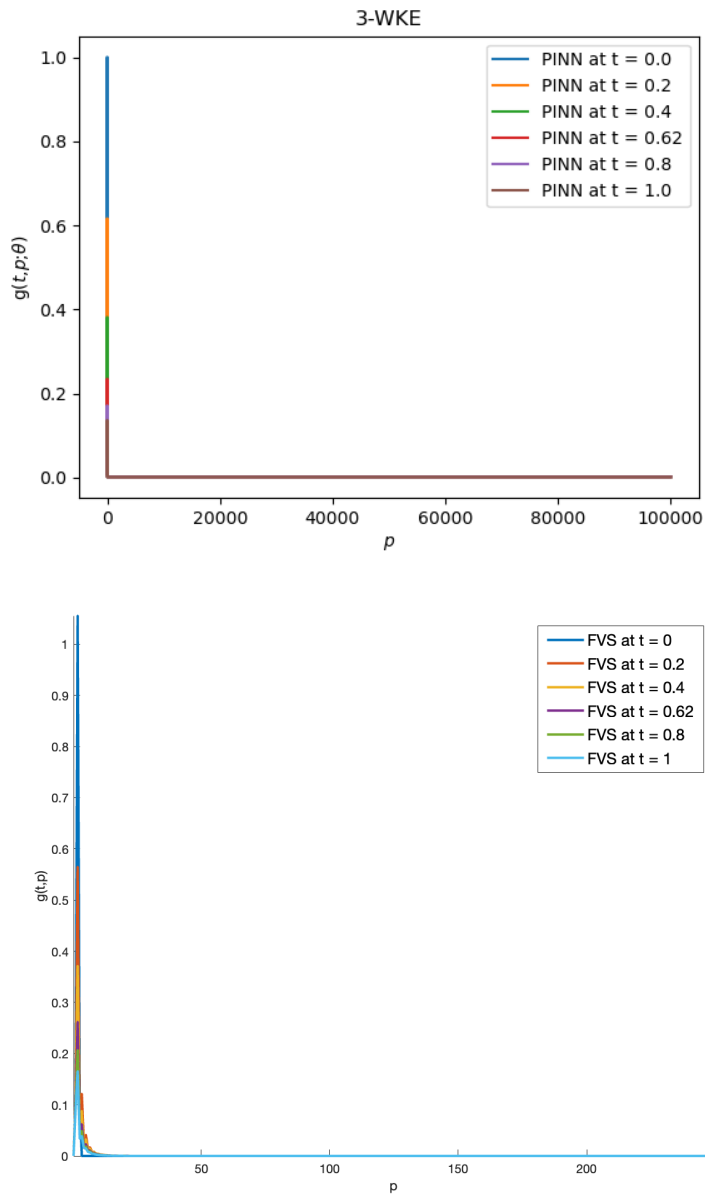 3-WKE
PINN at t = 0.0
PINN at t = 0.2
PINN at t = 0.4
PINN at t = 0.62
PINN at t = 0.8
PINN at t = 1.0
g(t,p;θ)
1.0
0.8
0.6
0.4
0.2
0.0
0 20000 40000 60000 80000 100000
p
FVS at t = 0
FVS at t = 0.2
FVS at t = 0.4
FVS at t = 0.62
FVS at t = 0.8
FVS at t = 1
g(t,p)
1
0.9
0.8
0.7
0.6
0.5
0.4
0.3
0.2
0.1
0
50 100 150 200
p